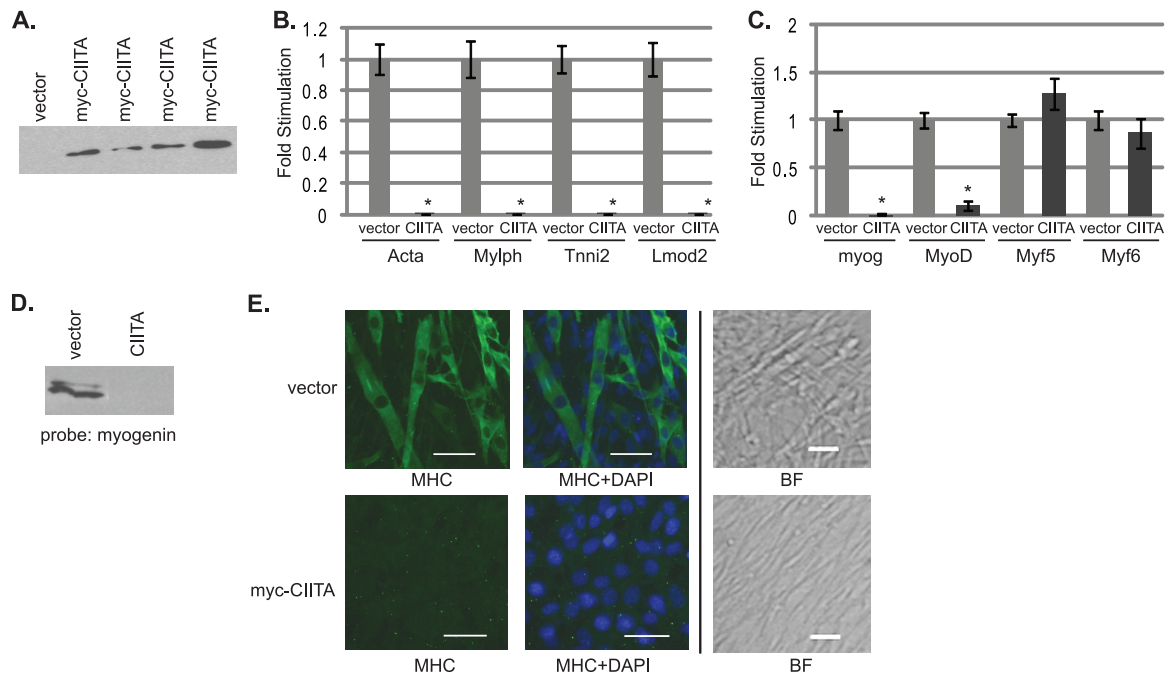 A.
vector
myc-CIITA
myc-CIITA
myc-CIITA
myc-CIITA
B.
Fold Stimulation
1.2
1
0.8
0.6
0.4
0.2
0
* * * *
vector CIITA vector CIITA vector CIITA vector CIITA
Acta Mylph Tnni2 Lmod2
C.
Fold Stimulation
2
1.5
1
0.5
0
* *
vector CIITA vector CIITA vector CIITA vector CIITA
myog MyoD Myf5 Myf6
D.
vector
CIITA
probe: myogenin
E.
vector
MHC MHC+DAPI BF
myc-CIITA
MHC MHC+DAPI BF